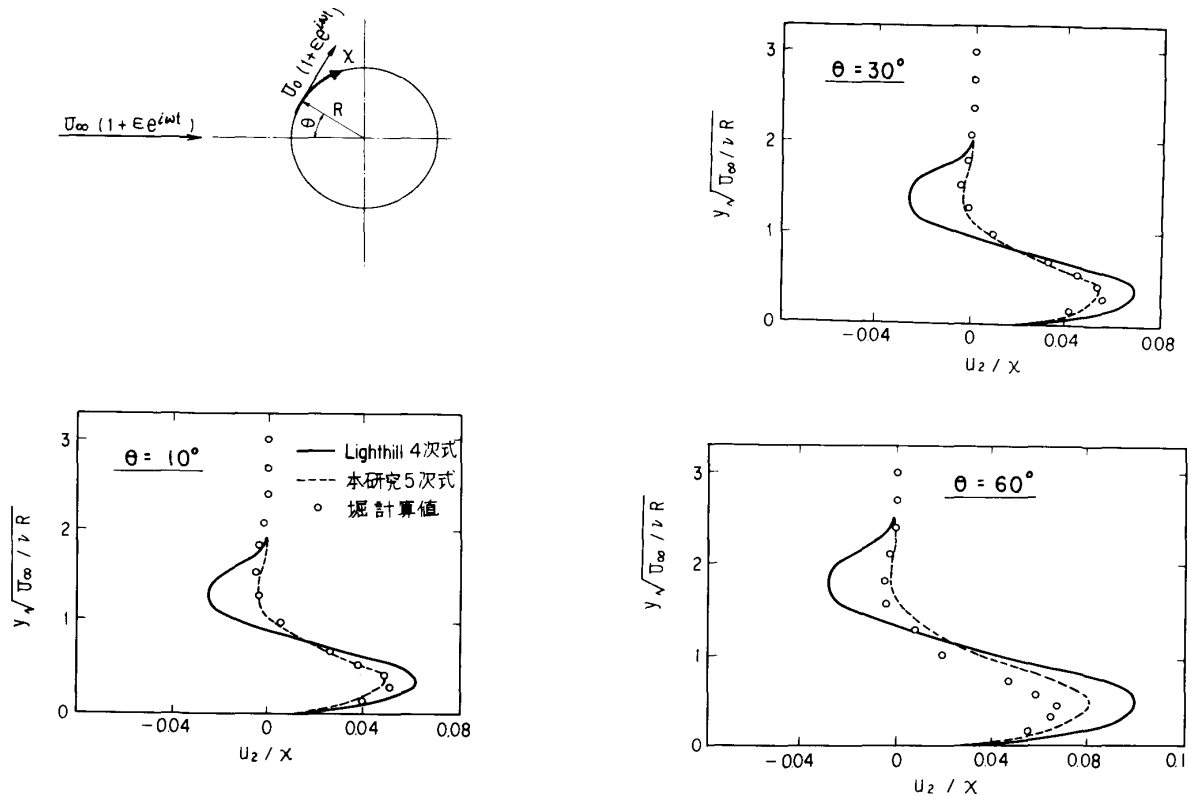 U∞ (1+εe^{iωt})
U₀ (1+εe^{iωt})
x
R
θ
θ = 30°
y√U∞/νR
3
2
1
0
-0.04 0 0.04 0.08
u₂/x
θ = 10°
Lighthill 4次式
本研究5次式
堀計算値
y√U∞/νR
3
2
1
0
-0.04 0 0.04 0.08
u₂/x
θ = 60°
y√U∞/νR
3
2
1
0
-0.04 0 0.04 0.08 0.1
u₂/x